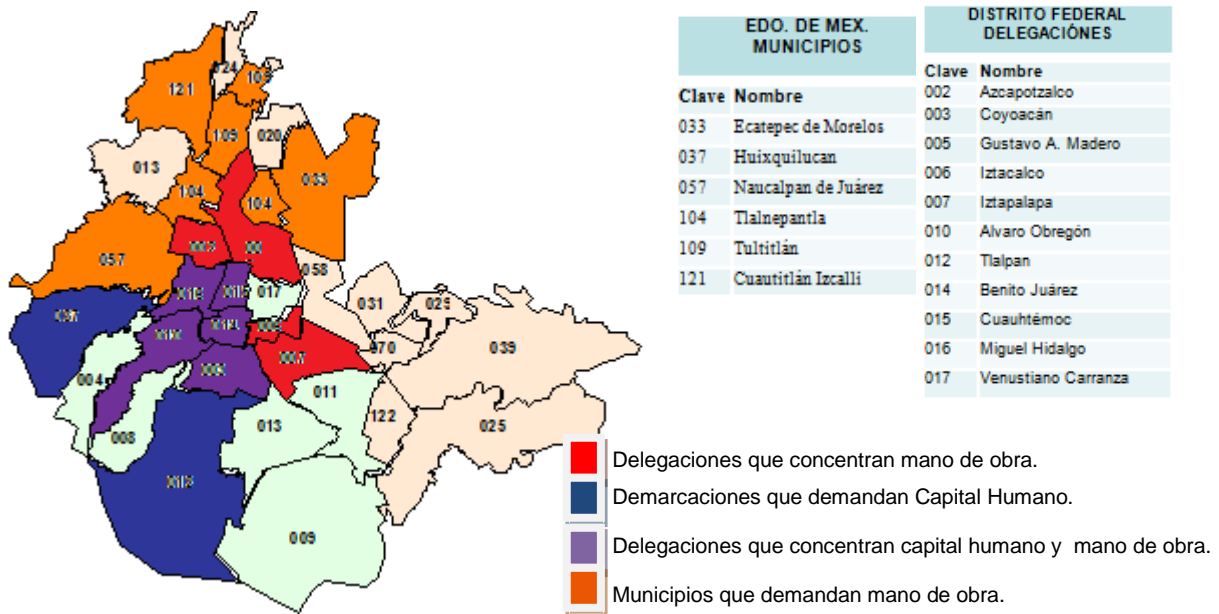 EDO. DE MEX.
MUNICIPIOS
Clave Nombre
033 Ecatepec de Morelos
037 Huixquilucan
057 Naucalpan de Juárez
104 Tlalnepantla
109 Tultitlán
121 Cuautitlán Izcalli
DISTRITO FEDERAL
DELEGACIÓNES
Clave Nombre
002 Azcapotzalco
003 Coyoacán
005 Gustavo A. Madero
006 Iztacalco
007 Iztapalapa
010 Alvaro Obregón
012 Tlalpan
014 Benito Juárez
015 Cuauhtémoc
016 Miguel Hidalgo
017 Venustiano Carranza
121
109
020
013
033
104
104
057
058
017
031
029
070
039
004
011
122
025
013
008
009
Delegaciones que concentran mano de obra.
Demarcaciones que demandan Capital Humano.
Delegaciones que concentran capital humano y mano de obra.
Municipios que demandan mano de obra.